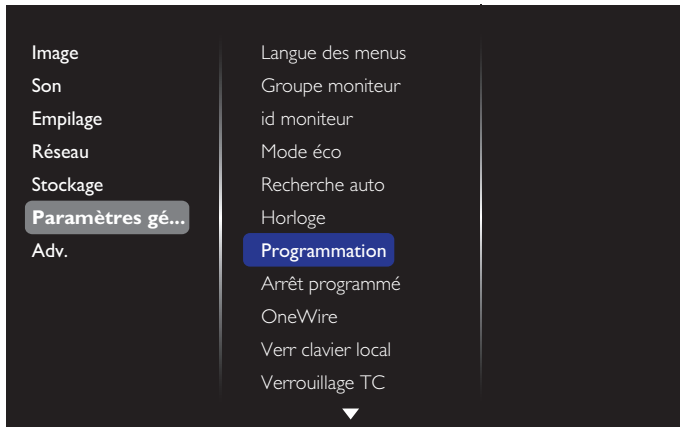 Image
Son
Empilage
Réseau
Stockage
Paramètres gé...
Adv.
Langue des menus
Groupe moniteur
id moniteur
Mode éco
Recherche auto
Horloge
Programmation
Arrêt programmé
OneWire
Verr clavier local
Verrouillage TC